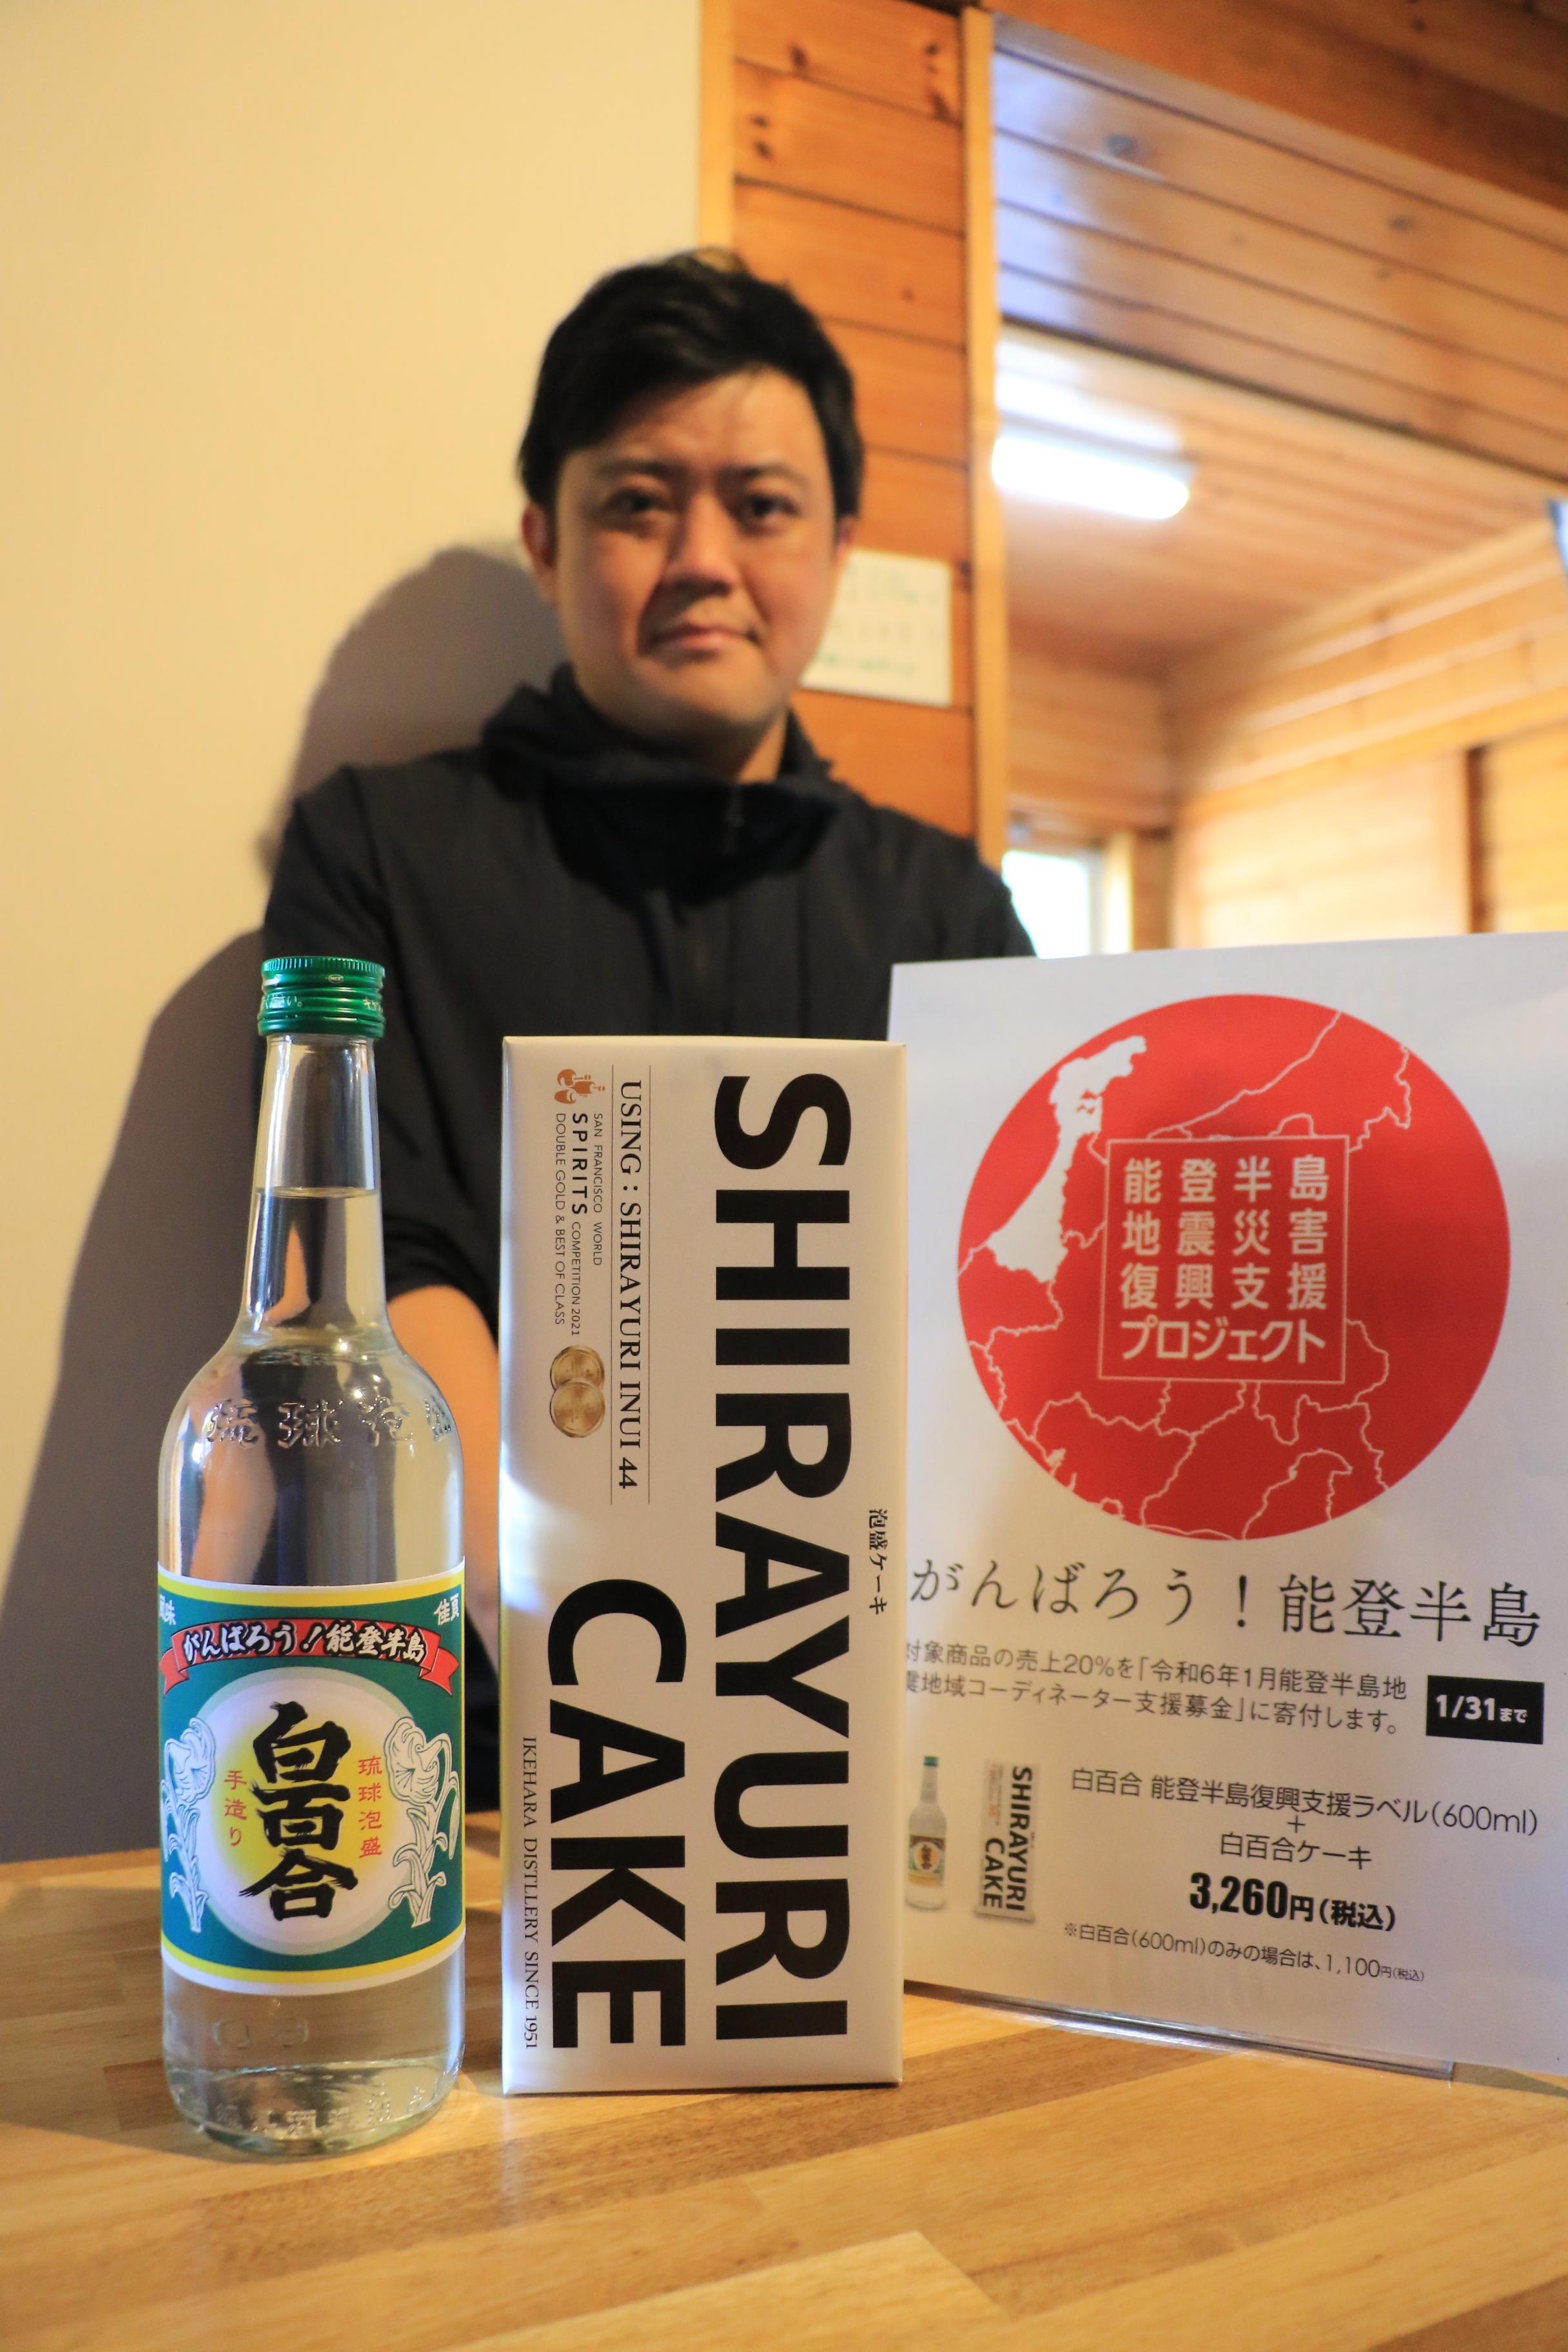 佳頁
がんばろう!能登半島
白百合
琉球泡盛
手造り
琉球泡
SHIRAYURI
CAKE
泡盛ケーキ
USING : SHIRAYURI INUI 44
SAN FRANCISCO WORLD
SPIRITS COMPETITION 2021
DOUBLE GOLD & BEST OF CLASS
IKEHARA DISTLLERY SINCE 1951
能登半島
地震災害
復興支援
プロジェクト
がんばろう!能登半島
対象商品の売上20%を「令和6年1月能登半島地
震地域コーディネーター支援募金」に寄付します。
1/31まで
SHIRAYURI
CAKE
白百合 能登半島復興支援ラベル(600ml)
+
白百合ケーキ
3,260円(税込)
※白百合(600ml)のみの場合は、1,100円(税込)